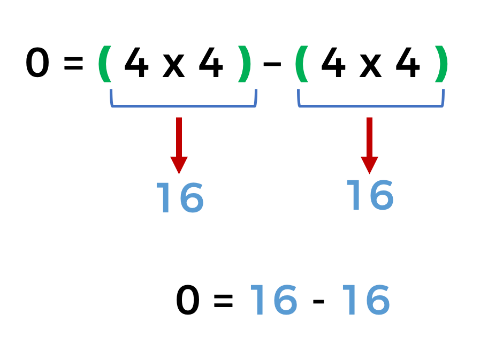 0 = ( 4 x 4 ) – ( 4 x 4 )
16 16
0 = 16 - 16